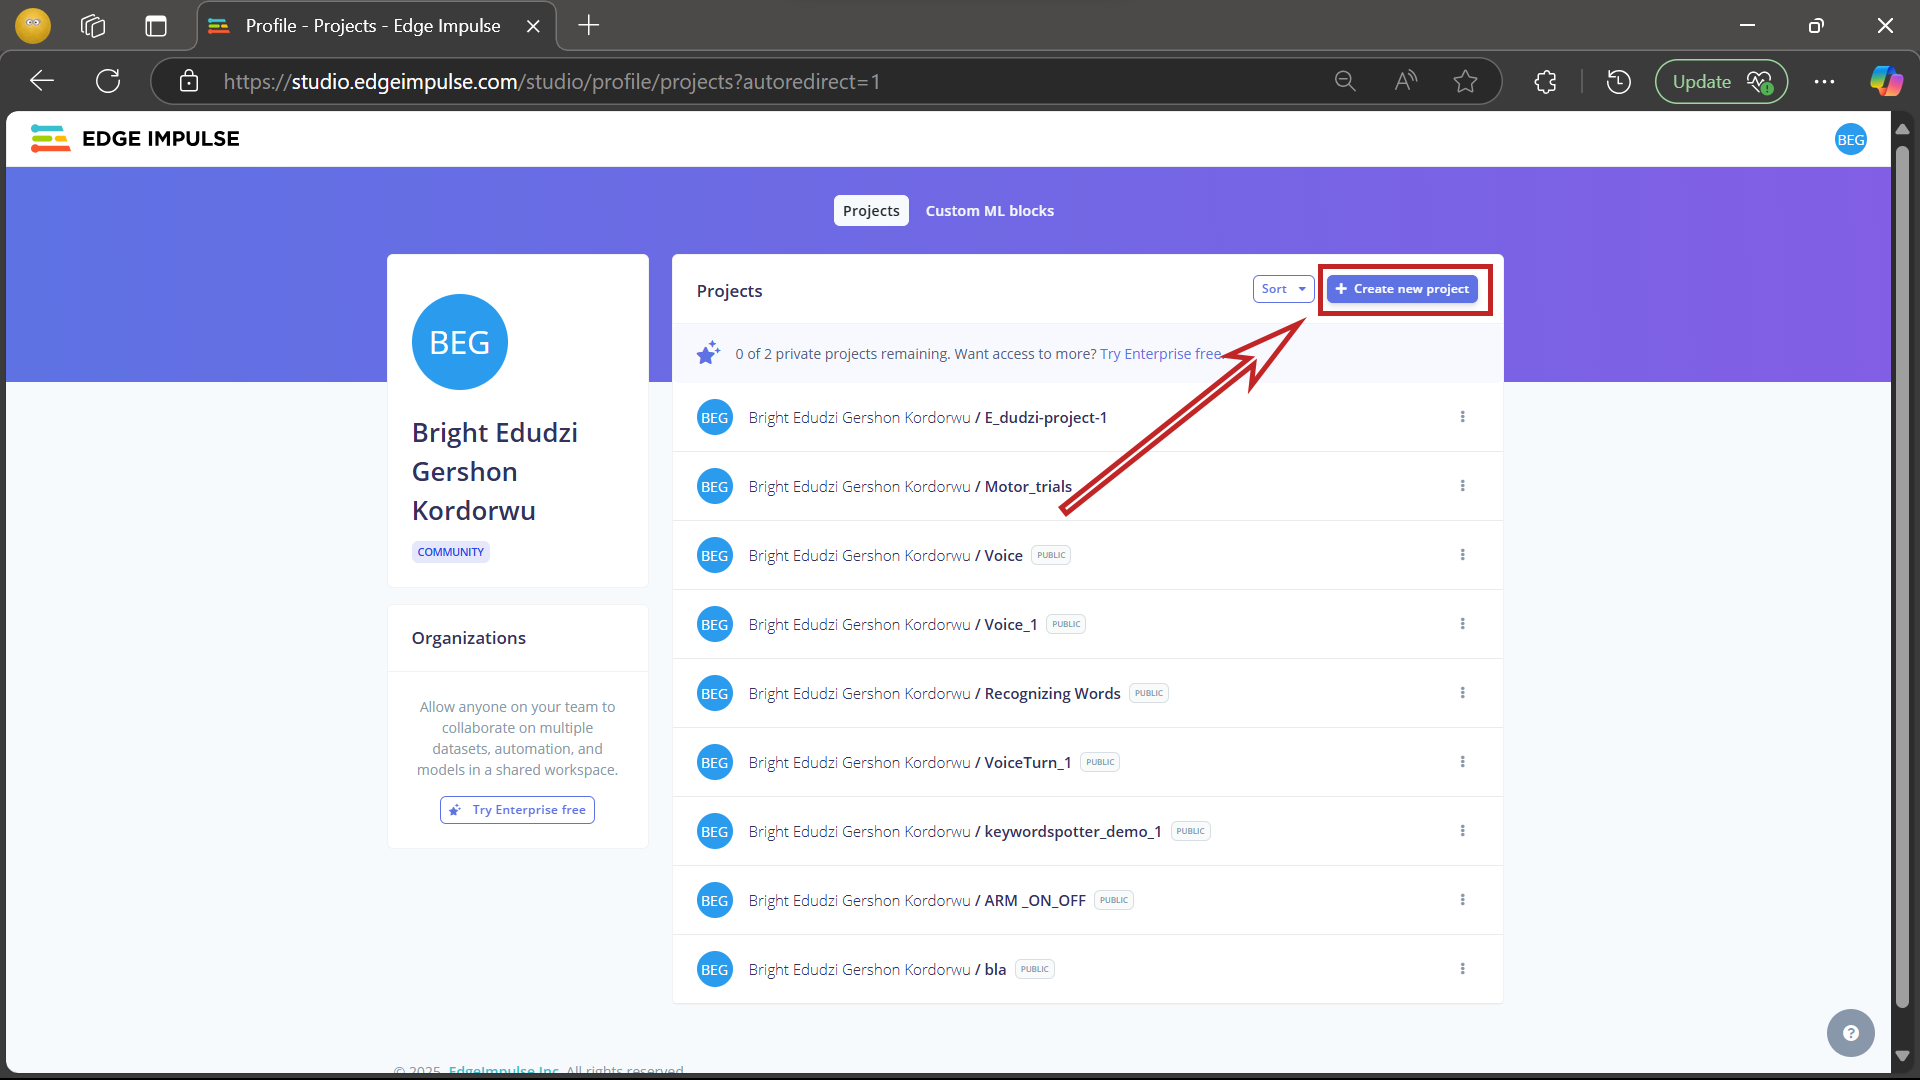 Profile - Projects - Edge Impulse
https://studio.edgeimpulse.com/studio/profile/projects?autoredirect=1
Update
EDGE IMPULSE
BEG
Projects
Custom ML blocks
BEG
Bright Edudzi
Gershon
Kordorwu
COMMUNITY
Organizations
Allow anyone on your team to
collaborate on multiple
datasets, automation, and
models in a shared workspace.
Try Enterprise free
Projects
Sort
+ Create new project
0 of 2 private projects remaining. Want access to more? Try Enterprise free.
BEG Bright Edudzi Gershon Kordorwu / E_dudzi-project-1
BEG Bright Edudzi Gershon Kordorwu / Motor_trials
BEG Bright Edudzi Gershon Kordorwu / Voice PUBLIC
BEG Bright Edudzi Gershon Kordorwu / Voice_1 PUBLIC
BEG Bright Edudzi Gershon Kordorwu / Recognizing Words PUBLIC
BEG Bright Edudzi Gershon Kordorwu / VoiceTurn_1 PUBLIC
BEG Bright Edudzi Gershon Kordorwu / keywordspotter_demo_1 PUBLIC
BEG Bright Edudzi Gershon Kordorwu / ARM _ON_OFF PUBLIC
BEG Bright Edudzi Gershon Kordorwu / bla PUBLIC
?
© 2025 EdgeImpulse Inc. All rights reserved